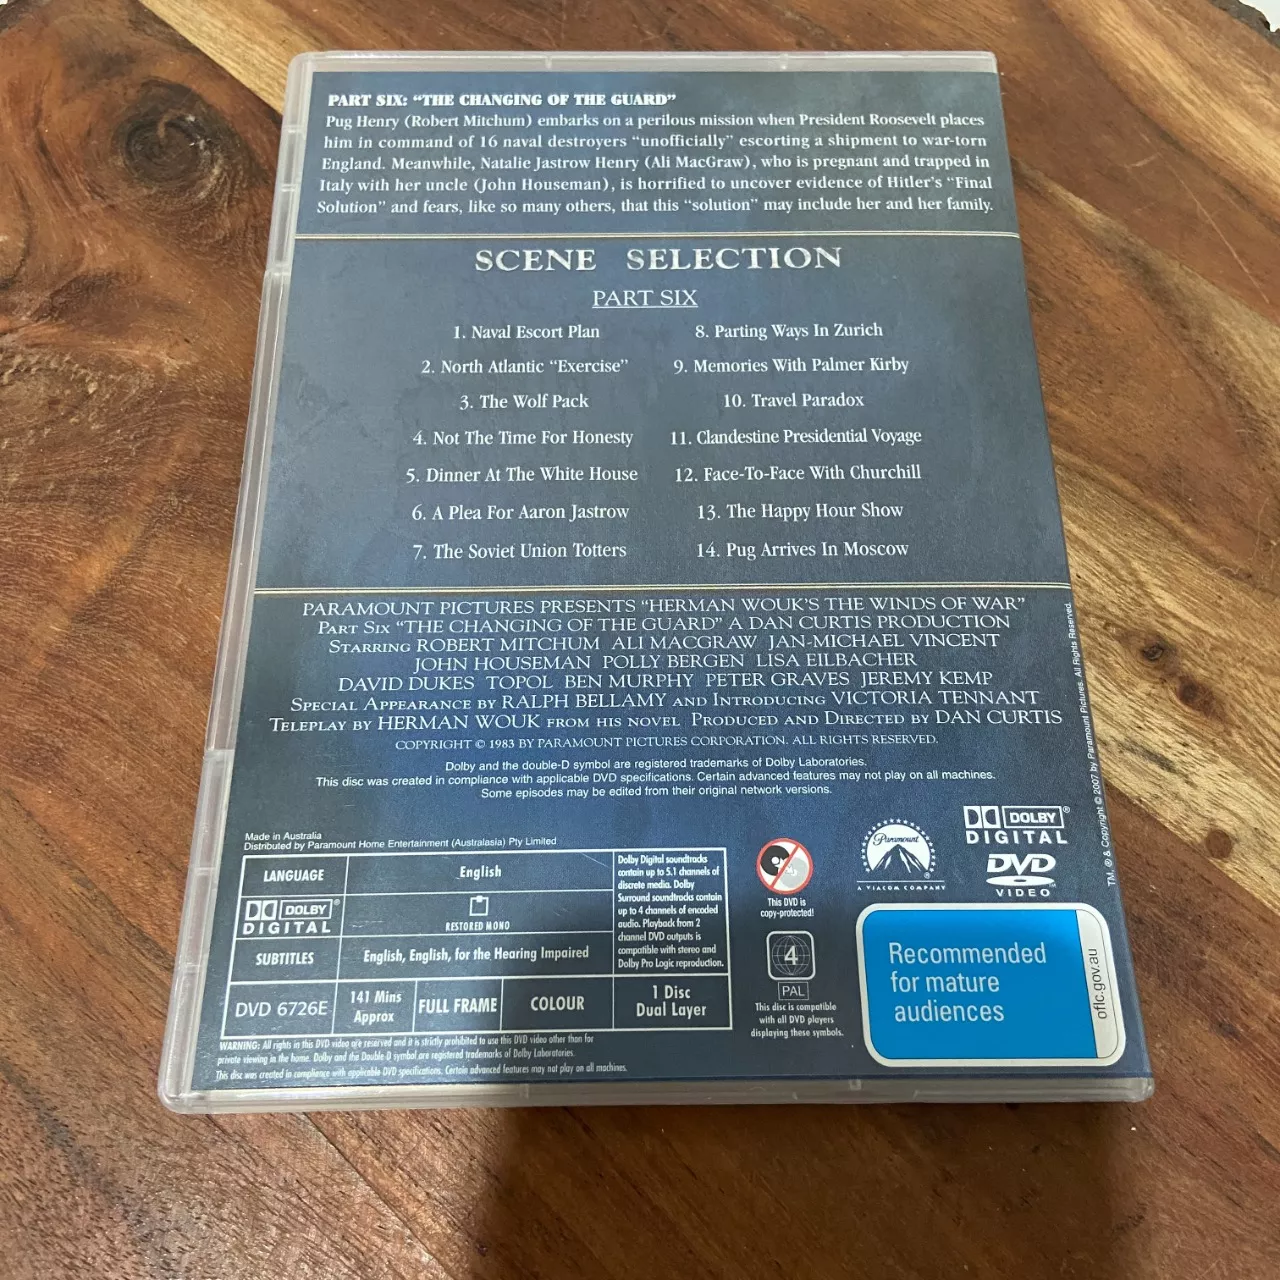 PART SIX: “THE CHANGING OF THE GUARD”
Pug Henry (Robert Mitchum) embarks on a perilous mission when President Roosevelt places
him in command of 16 naval destroyers “unofficially” escorting a shipment to war-torn
England. Meanwhile, Natalie Jastrow Henry (Ali MacGraw), who is pregnant and trapped in
Italy with her uncle (John Houseman), is horrified to uncover evidence of Hitler’s “Final
Solution” and fears, like so many others, that this “solution” may include her and her family.
SCENE SELECTION
PART SIX
1. Naval Escort Plan
2. North Atlantic “Exercise”
3. The Wolf Pack
4. Not The Time For Honesty
5. Dinner At The White House
6. A Plea For Aaron Jastrow
7. The Soviet Union Totters
8. Parting Ways In Zurich
9. Memories With Palmer Kirby
10. Travel Paradox
11. Clandestine Presidential Voyage
12. Face-To-Face With Churchill
13. The Happy Hour Show
14. Pug Arrives In Moscow
PARAMOUNT PICTURES PRESENTS “HERMAN WOUK’S THE WINDS OF WAR”
PART SIX “THE CHANGING OF THE GUARD” A DAN CURTIS PRODUCTION
STARRING ROBERT MITCHUM ALI MACGRAW JAN-MICHAEL VINCENT
JOHN HOUSEMAN POLLY BERGEN LISA EILBACHER
DAVID DUKES TOPOL BEN MURPHY PETER GRAVES JEREMY KEMP
SPECIAL APPEARANCE BY RALPH BELLAMY AND INTRODUCING VICTORIA TENNANT
TELEPLAY BY HERMAN WOUK FROM HIS NOVEL PRODUCED AND DIRECTED BY DAN CURTIS
COPYRIGHT © 1983 BY PARAMOUNT PICTURES CORPORATION. ALL RIGHTS RESERVED.
Dolby and the double-D symbol are registered trademarks of Dolby Laboratories.
This disc was created in compliance with applicable DVD specifications. Certain advanced features may not play on all machines.
Some episodes may be edited from their original network versions.
TM, ® & Copyright © 2007 by Paramount Pictures. All Rights Reserved.
Made in Australia
Distributed by Paramount Home Entertainment (Australasia) Pty Limited
LANGUAGE
English
DOLBY®
DIGITAL
RESTORED MONO
SUBTITLES
English, English, for the Hearing Impaired
Dolby Digital soundtracks
contain up to 5.1 channels of
discrete media. Dolby
Surround soundtracks contain
up to 4 channels of encoded
audio. Playback from 2
channel DVD outputs is
compatible with stereo and
Dolby Pro Logic reproduction.
DVD 6726E
141 Mins
Approx
FULL FRAME
COLOUR
1 Disc
Dual Layer
WARNING: All rights in this DVD video are reserved and it is strictly prohibited to use this DVD video other than for
private viewing in the home. Dolby and the Double-D symbol are registered trademarks of Dolby Laboratories.
This disc was created in compliance with applicable DVD specifications. Certain advanced features may not play on all machines.
This DVD is
copy-protected!
4
PAL
This disc is compatible
with all DVD players
displaying these symbols.
Paramount®
A VIACOM COMPANY
DOLBY®
DIGITAL
DVD™
VIDEO
Recommended
for mature
audiences
oflc.gov.au